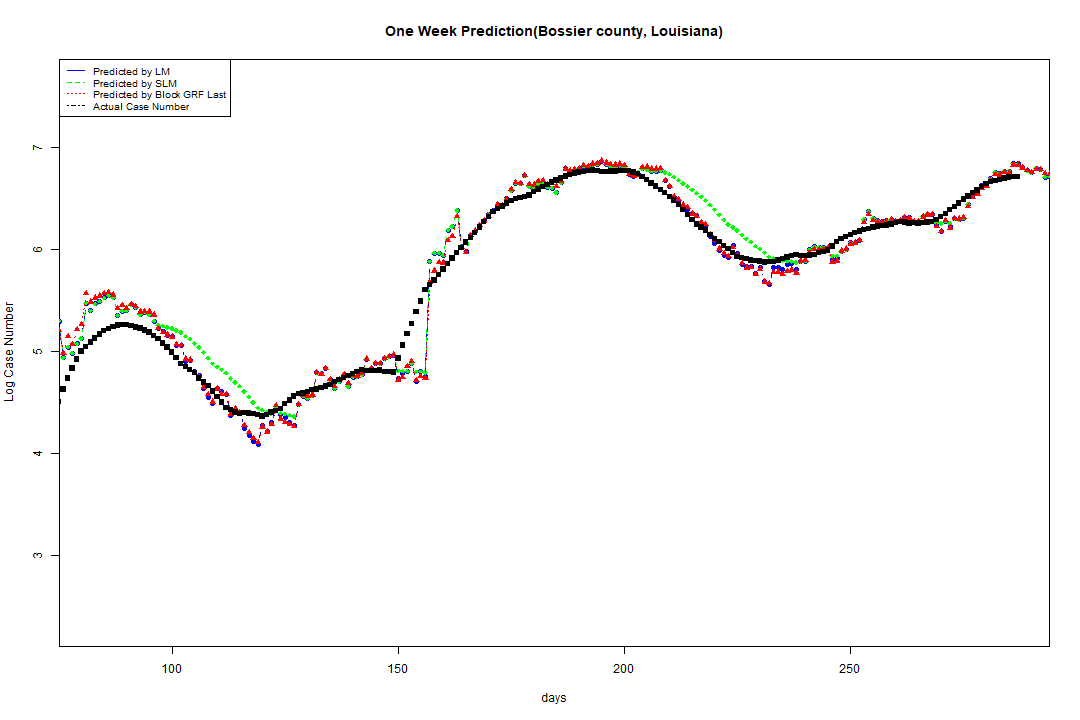 One Week Prediction(Bossier county, Louisiana)
Predicted by LM
Predicted by SLM
Predicted by Block GRF Last
Actual Case Number
7
6
5
4
3
Log Case Number
100 150 200 250
days